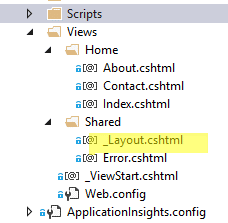 Scripts
Views
Home
[@] About.cshtml
[@] Contact.cshtml
[@] Index.cshtml
Shared
[@] _Layout.cshtml
[@] Error.cshtml
[@] _ViewStart.cshtml
Web.config
ApplicationInsights.config